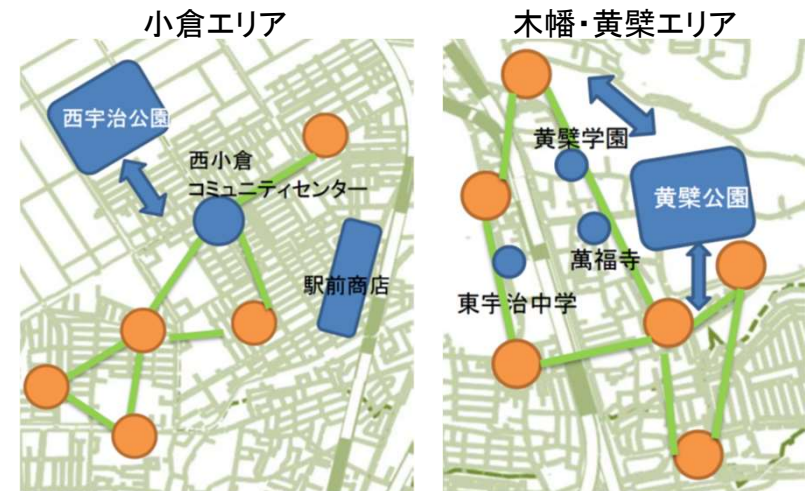 小倉エリア
西宇治公園
西小倉
コミュニティセンター
駅前商店
木幡・黄檗エリア
黄檗学園
黄檗公園
萬福寺
東宇治中学